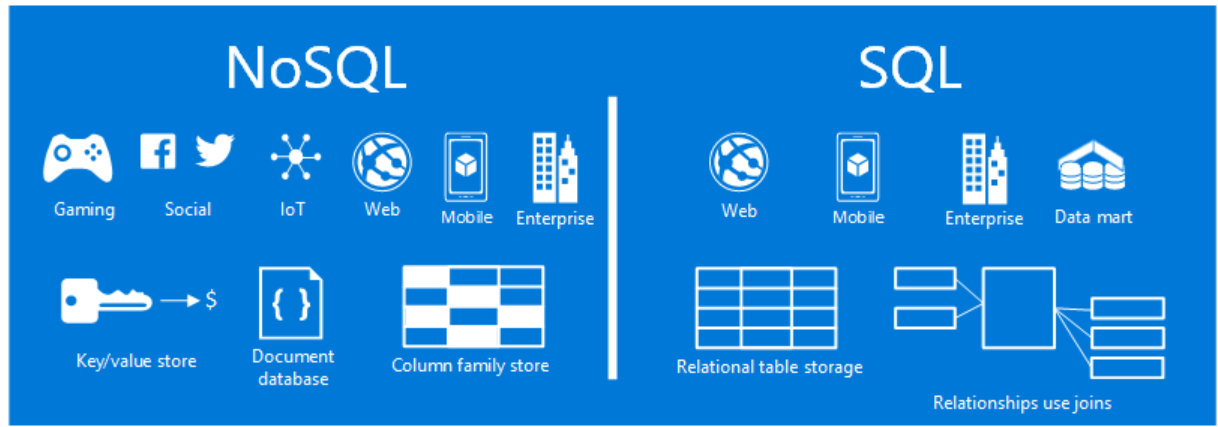 NoSQL
Gaming
Social
IoT
Web
Mobile
Enterprise
$
{ }
Key/value store
Document
database
Column family store
SQL
Web
Mobile
Enterprise
Data mart
Relational table storage
Relationships use joins